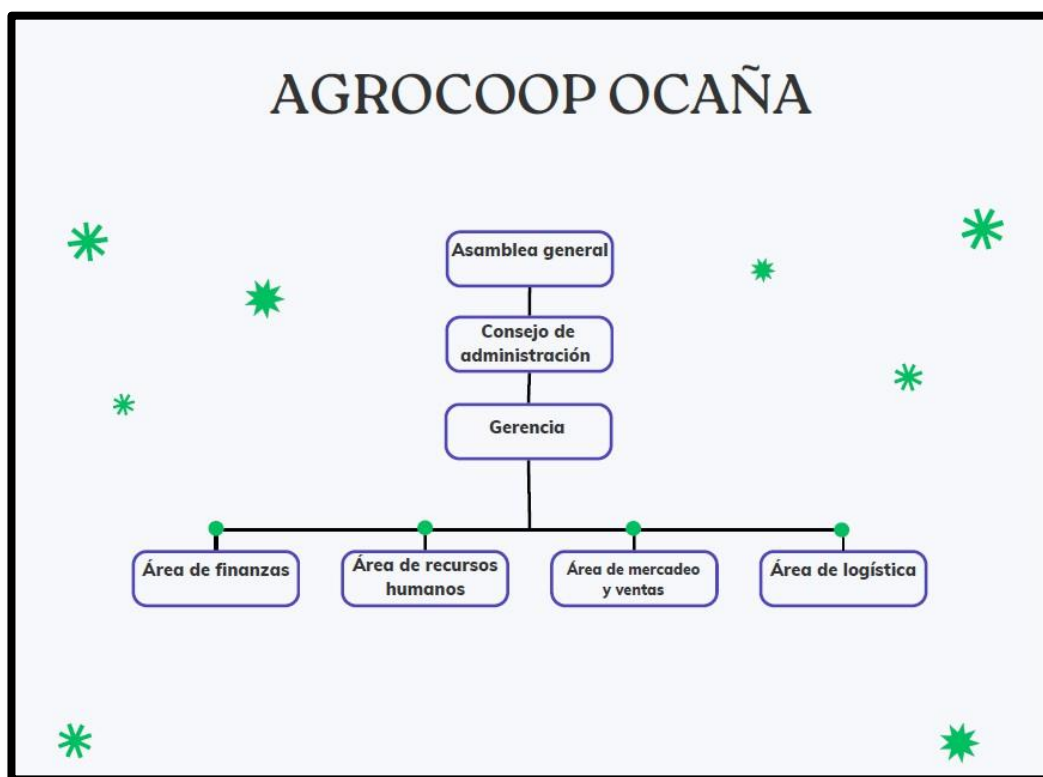 AGROCOOP OCAÑA
Asamblea general
Consejo de
administración
Gerencia
Área de finanzas
Área de recursos
humanos
Área de mercadeo
y ventas
Área de logística